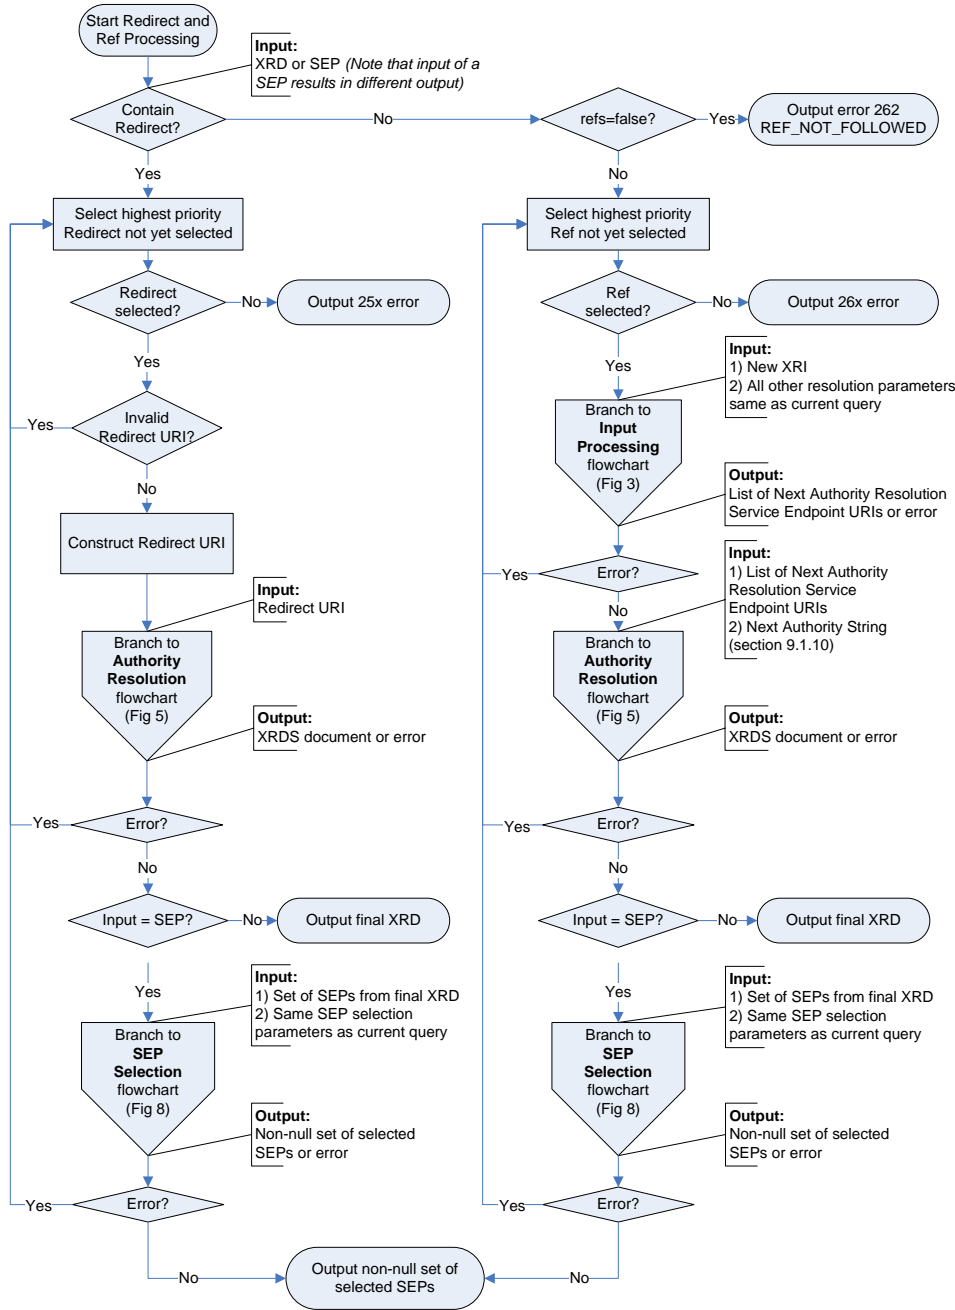 Start Redirect and
Ref Processing
Input:
XRD or SEP (Note that input of a
SEP results in different output)
Contain
Redirect?
No
refs=false?
Yes
Output error 262
REF_NOT_FOLLOWED
Yes
No
Select highest priority
Redirect not yet selected
Select highest priority
Ref not yet selected
Redirect
selected?
No
Output 25x error
Ref
selected?
No
Output 26x error
Yes
Yes
Input:
1) New XRI
2) All other resolution parameters
same as current query
Invalid
Redirect URI?
Yes
No
Branch to
Input
Processing
flowchart
(Fig 3)
Output:
List of Next Authority Resolution
Service Endpoint URIs or error
Construct Redirect URI
Error?
Yes
No
Input:
1) List of Next Authority
Resolution Service
Endpoint URIs
2) Next Authority String
(section 9.1.10)
Input:
Redirect URI
Branch to
Authority
Resolution
flowchart
(Fig 5)
Output:
XRDS document or error
Branch to
Authority
Resolution
flowchart
(Fig 5)
Output:
XRDS document or error
Error?
Yes
No
Error?
Yes
No
Input = SEP?
No
Output final XRD
Input = SEP?
No
Output final XRD
Yes
Input:
1) Set of SEPs from final XRD
2) Same SEP selection
parameters as current query
Yes
Input:
1) Set of SEPs from final XRD
2) Same SEP selection
parameters as current query
Branch to
SEP
Selection
flowchart
(Fig 8)
Output:
Non-null set of selected
SEPs or error
Branch to
SEP
Selection
flowchart
(Fig 8)
Output:
Non-null set of selected
SEPs or error
Yes
Error?
Yes
Error?
No
Output non-null set of
selected SEPs
No